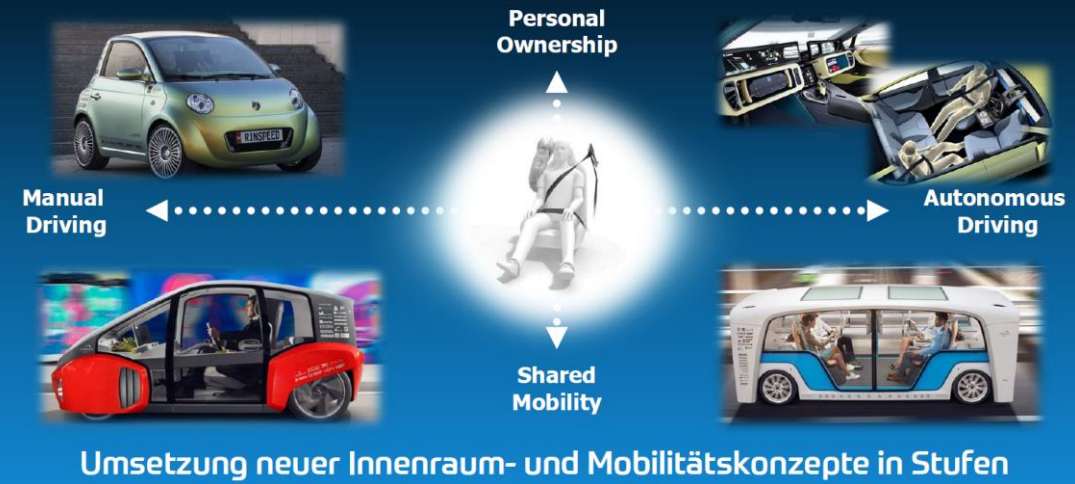 Personal
Ownership
RINSPEED
Manual
Driving
Autonomous
Driving
Shared
Mobility
Umsetzung neuer Innenraum- und Mobilitätskonzepte in Stufen